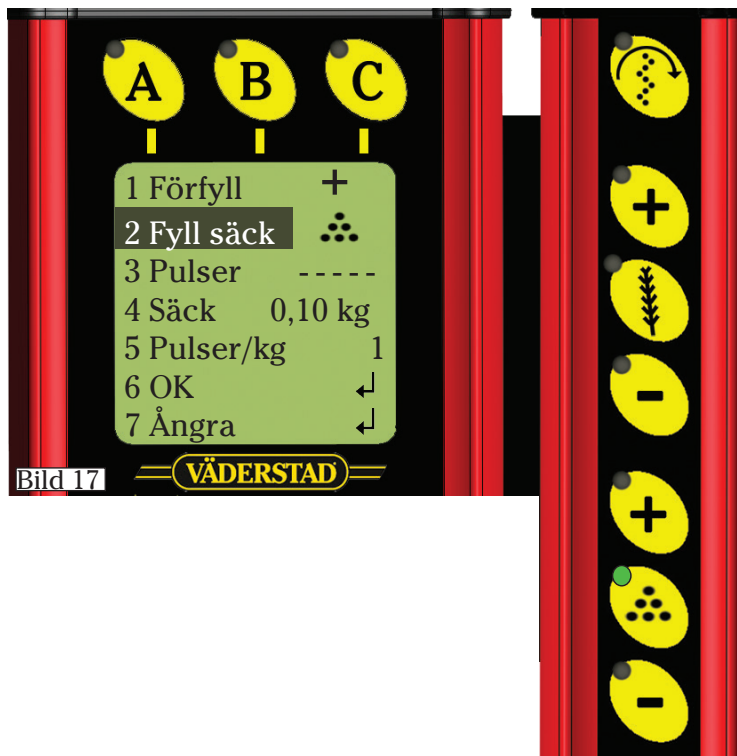 A B C
1 Förfyll +
2 Fyll säck
3 Pulser - - - - -
4 Säck 0,10 kg
5 Pulser/kg 1
6 OK ↲
7 Ångra ↲
Bild 17
VÄDERSTAD
+
-
+
-